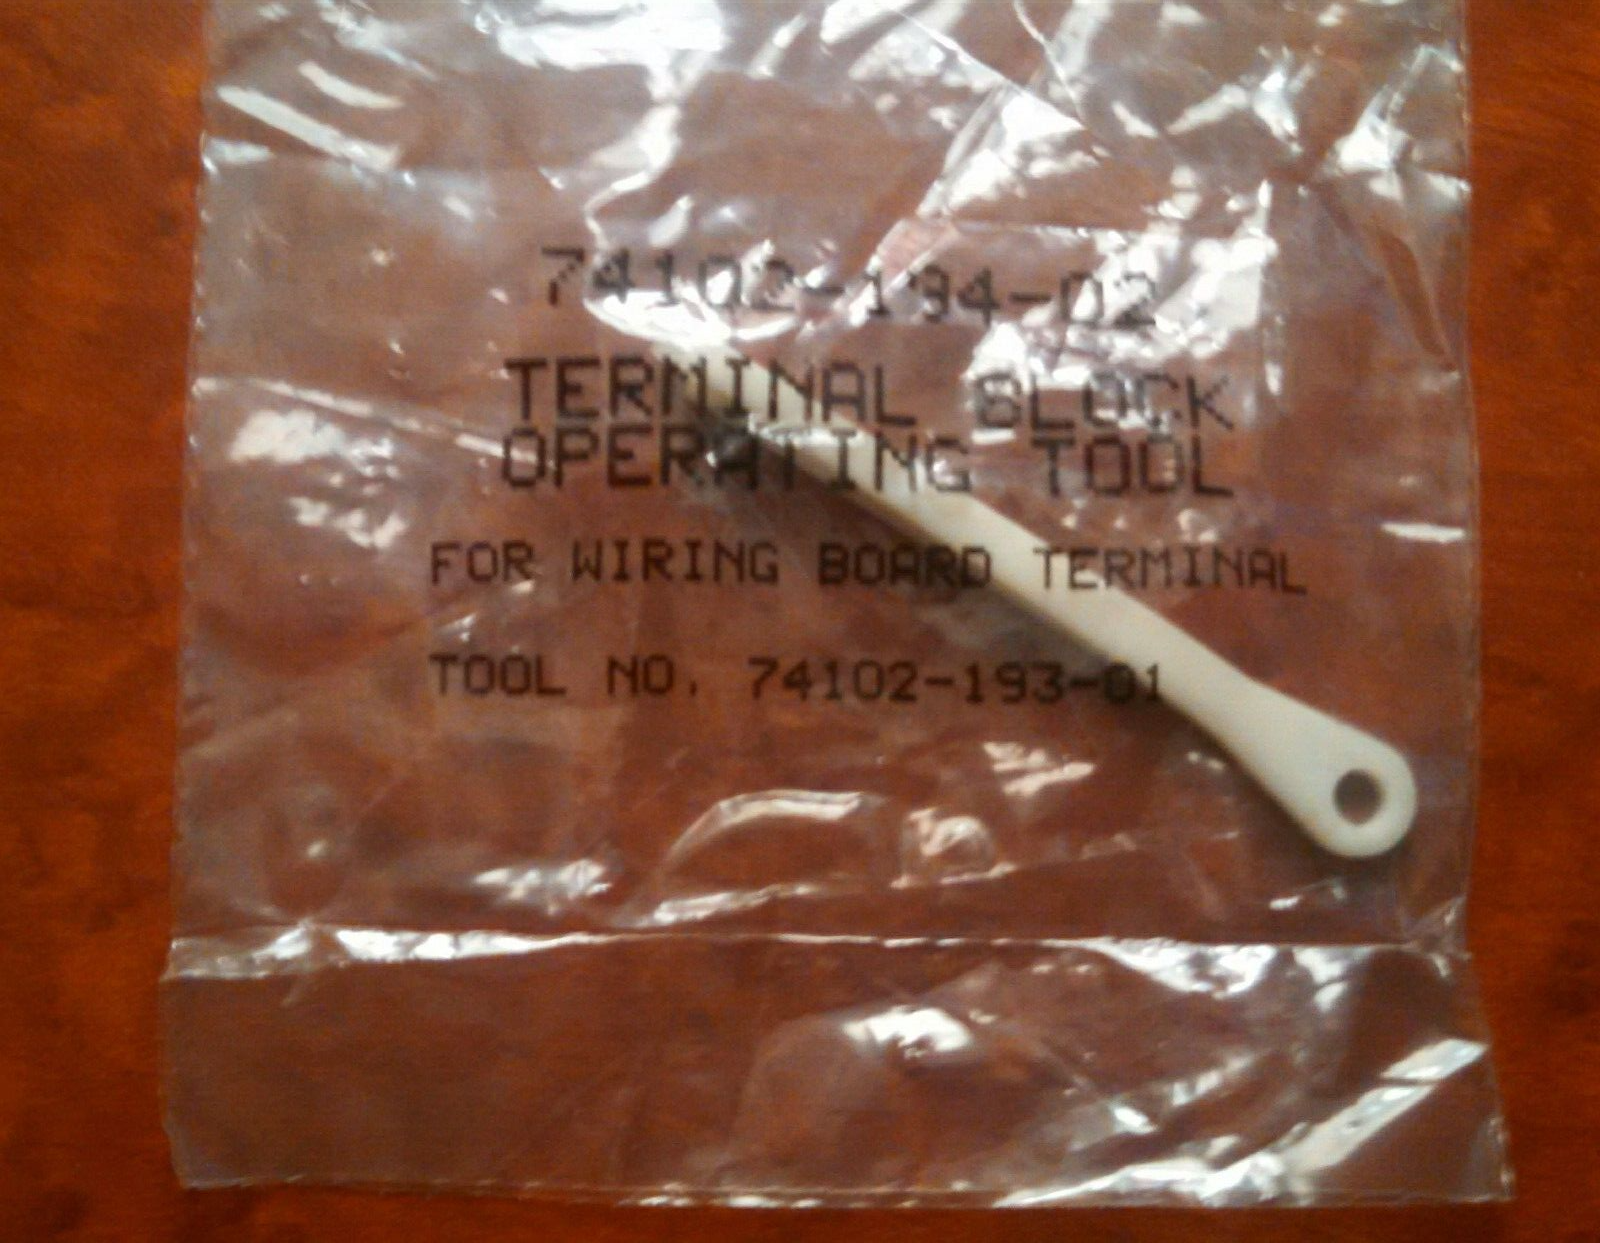 74102-194-02
TERMINAL BLOCK
OPERATING TOOL
FOR WIRING BOARD TERMINAL
TOOL NO. 74102-193-01